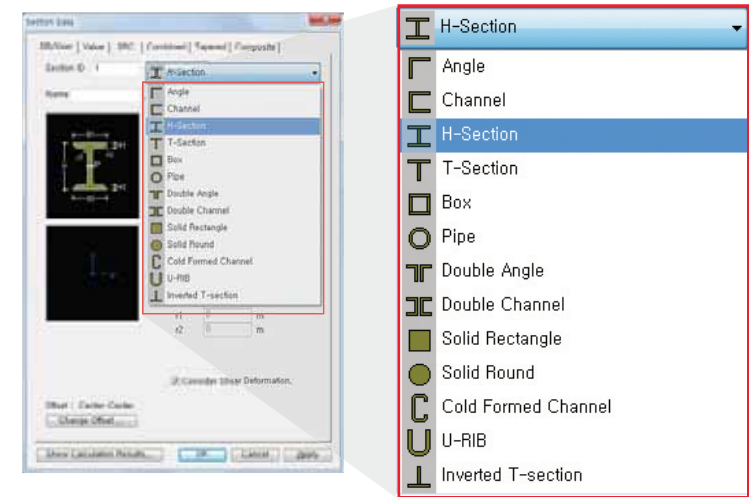 Section Data
DB/User | Value | SRC | Combined | Tapered | Composite
Section ID 1
H-Section
Name
Angle
Channel
H-Section
T-Section
Box
Pipe
Double Angle
Double Channel
Solid Rectangle
Solid Round
Cold Formed Channel
U-RIB
Inverted T-section
r1 0 m
r2 0 m
Consider Shear Deformation.
Offset : Center-Center
Change Offset ...
Show Calculation Results...
OK
Cancel
Apply
H-Section
Angle
Channel
H-Section
T-Section
Box
Pipe
Double Angle
Double Channel
Solid Rectangle
Solid Round
Cold Formed Channel
U-RIB
Inverted T-section